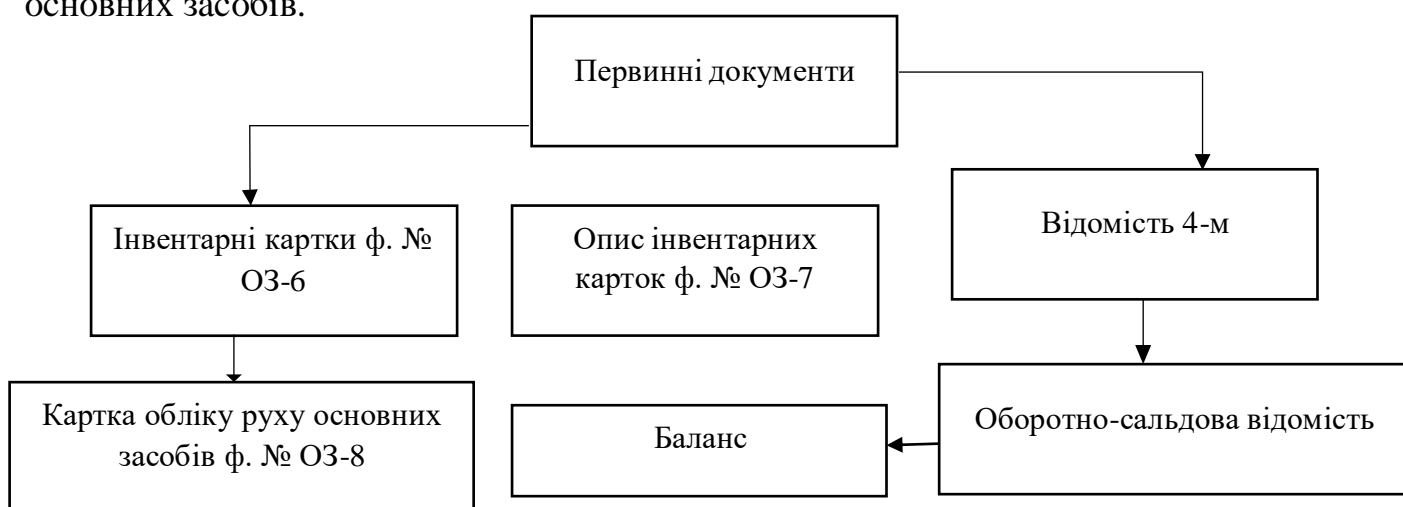 основних засобів.
Первинні документи
Інвентарні картки ф. №
ОЗ-6
Опис інвентарних
карток ф. № ОЗ-7
Відомість 4-м
Картка обліку руху основних
засобів ф. № ОЗ-8
Баланс
Оборотно-сальдова відомість